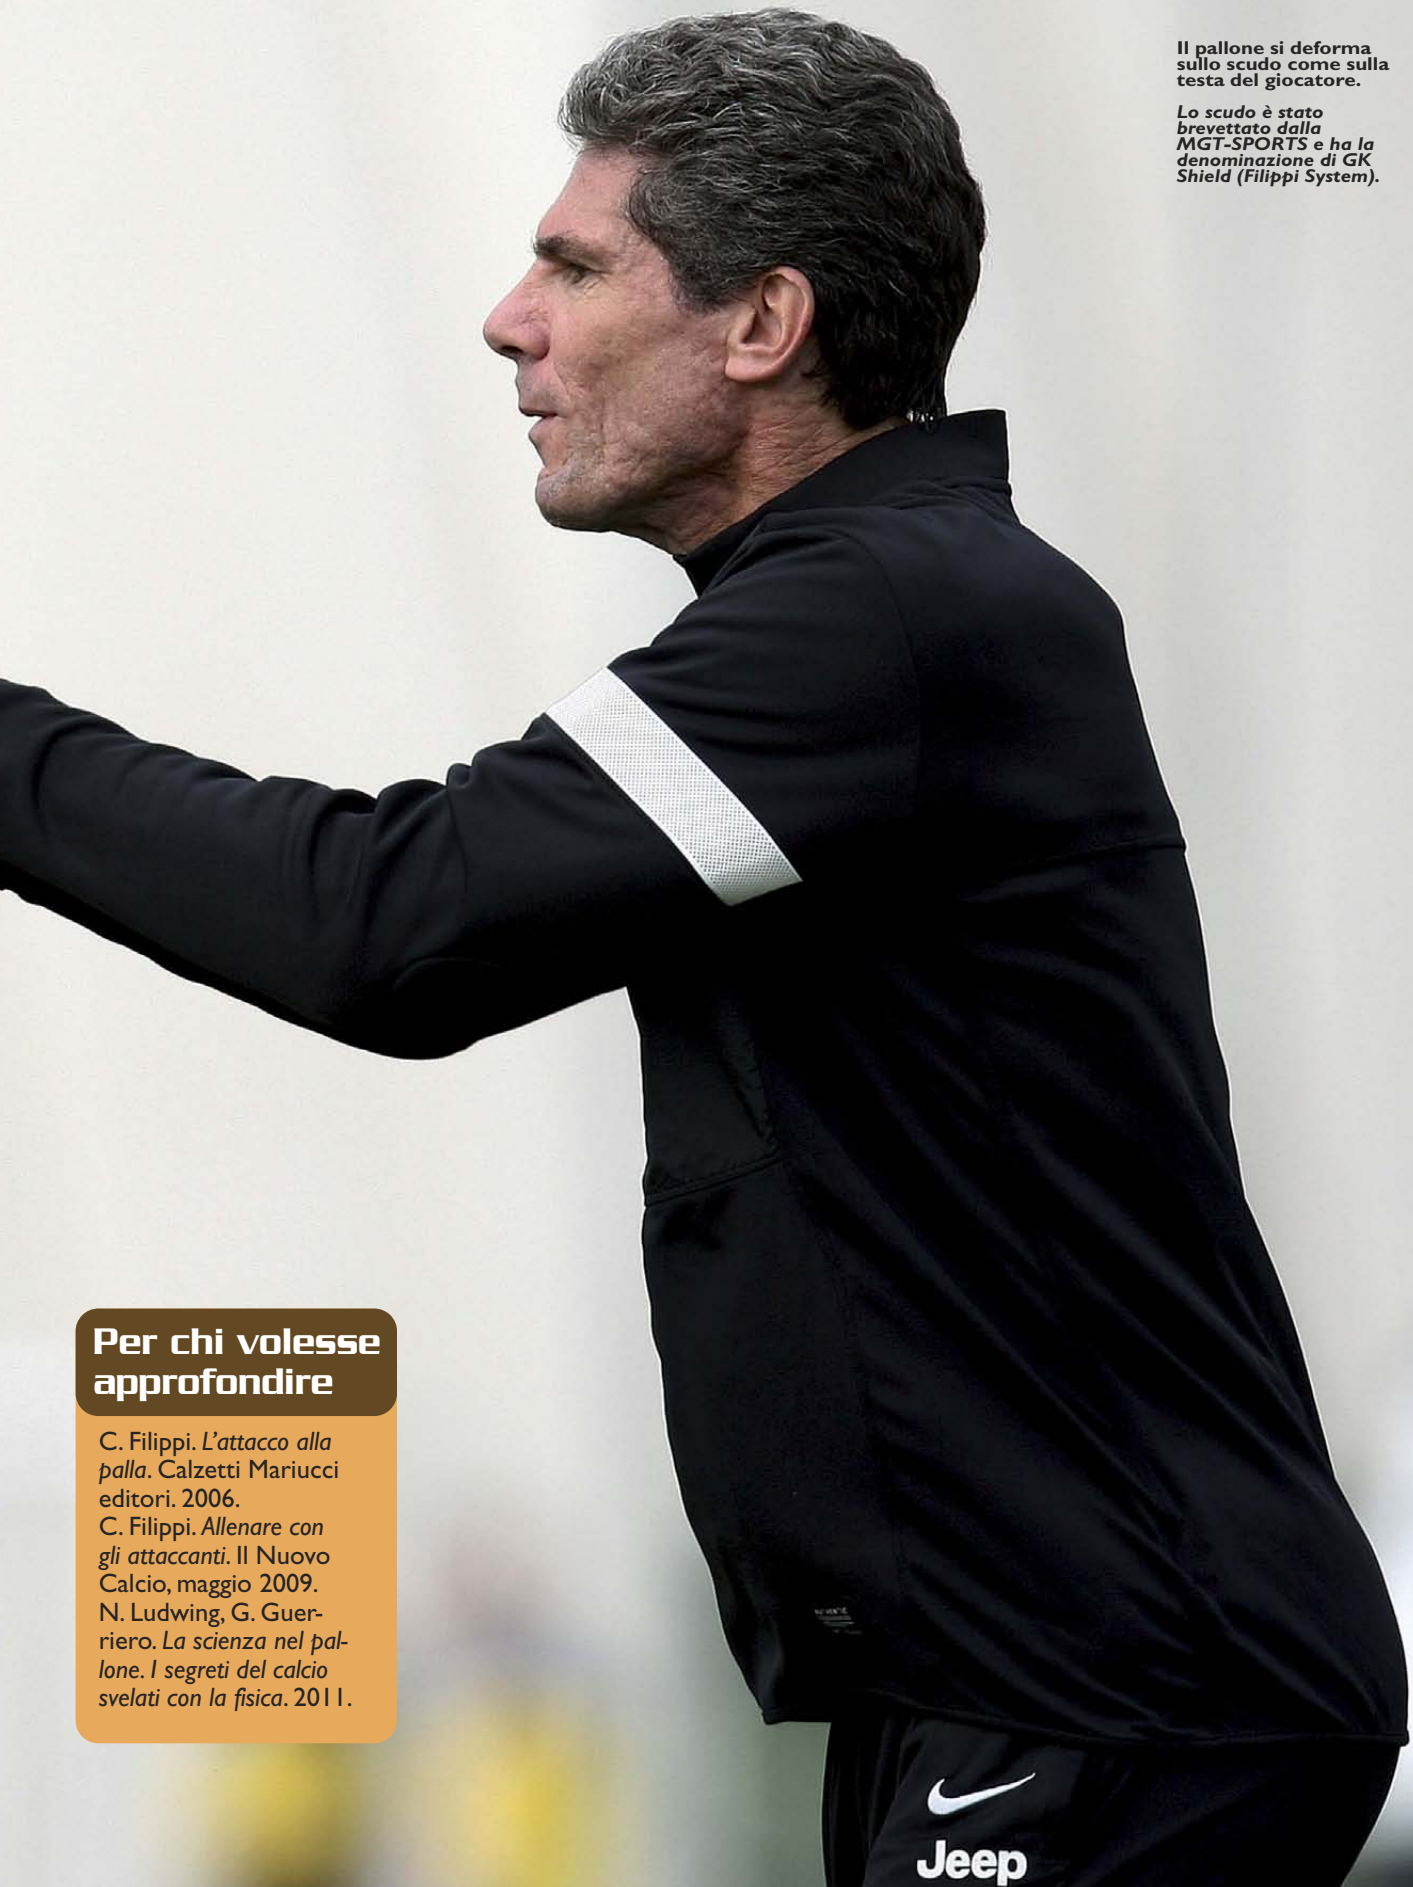 Il pallone si deforma
sullo scudo come sulla
testa del giocatore.
Lo scudo è stato
brevettato dalla
MGT-SPORTS e ha la
denominazione di GK
Shield (Filippi System).
Per chi volesse
approfondire
C. Filippi. L'attacco alla
palla. Calzetti Mariucci
editori. 2006.
C. Filippi. Allenare con
gli attaccanti. Il Nuovo
Calcio, maggio 2009.
N. Ludwing, G. Guer-
riero. La scienza nel pal-
lone. I segreti del calcio
svelati con la fisica. 2011.
Jeep